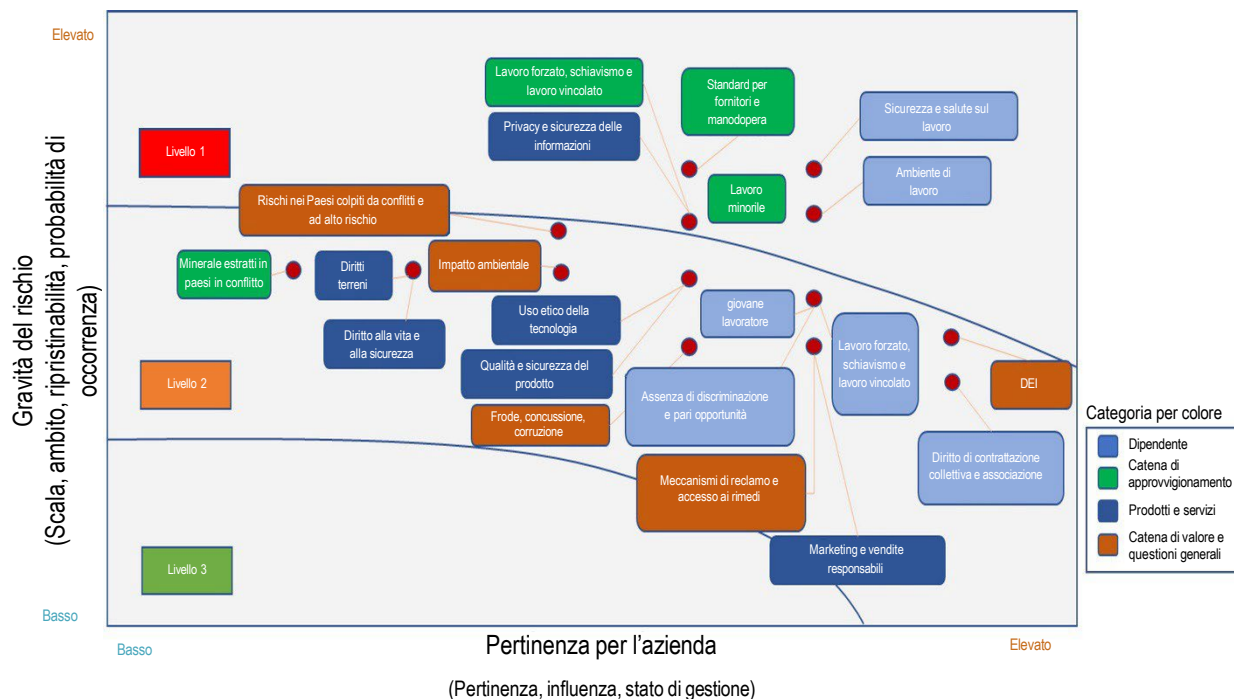 Elevato
Gravità del rischio
(Scala, ambito, ripristinabilità, probabilità di
occorrenza)
Livello 1
Livello 2
Livello 3
Lavoro forzato, schiavismo e
lavoro vincolato
Privacy e sicurezza delle
informazioni
Standard per
fornitori e
manodopera
Lavoro
minorile
Sicurezza e salute sul
lavoro
Ambiente di
lavoro
Rischi nei Paesi colpiti da conflitti e
ad alto rischio
Minerale estratti in
paesi in conflitto
Diritti
terreni
Impatto ambientale
Diritto alla vita e
alla sicurezza
Uso etico della
tecnologia
giovane
lavoratore
Qualità e sicurezza del
prodotto
Assenza di discriminazione
e pari opportunità
Lavoro forzato,
schiavismo e
lavoro vincolato
DEI
Frode, concussione,
corruzione
Meccanismi di reclamo e
accesso ai rimedi
Diritto di contrattazione
collettiva e associazione
Marketing e vendite
responsabili
Categoria per colore
Dipendente
Catena di
approvvigionamento
Prodotti e servizi
Catena di valore e
questioni generali
Basso
Basso
Pertinenza per l'azienda
Elevato
(Pertinenza, influenza, stato di gestione)